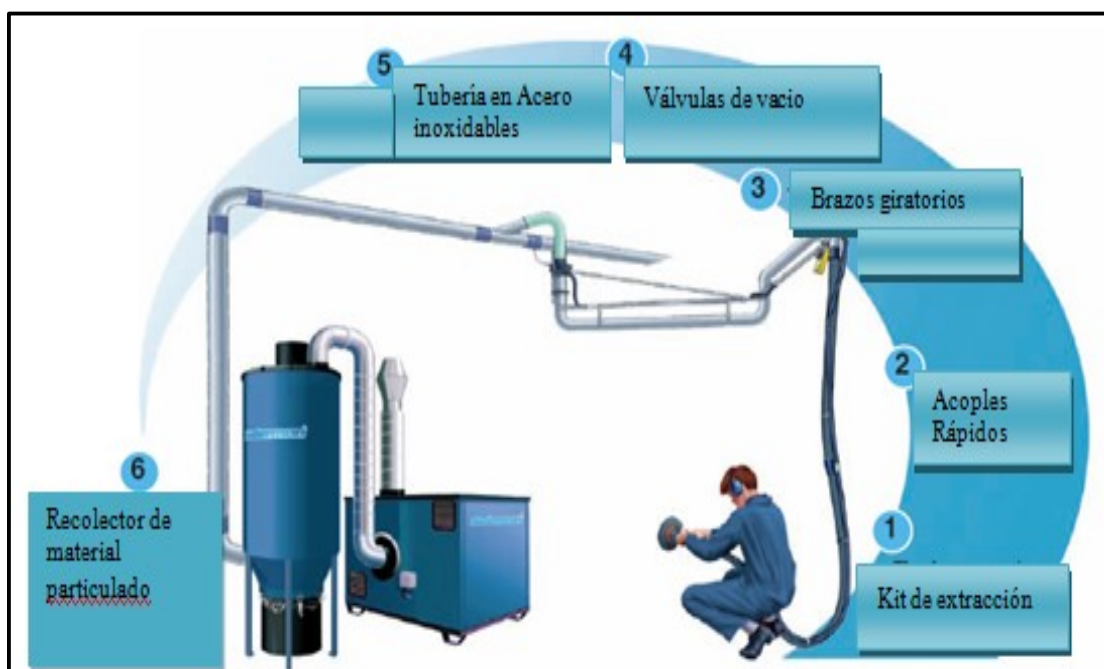 5
Tubería en Acero
inoxidables
4
Válvulas de vacio
3
Brazos giratorios
2
Acoples
Rápidos
1
Kit de extracción
6
Recolector de
material
particulado